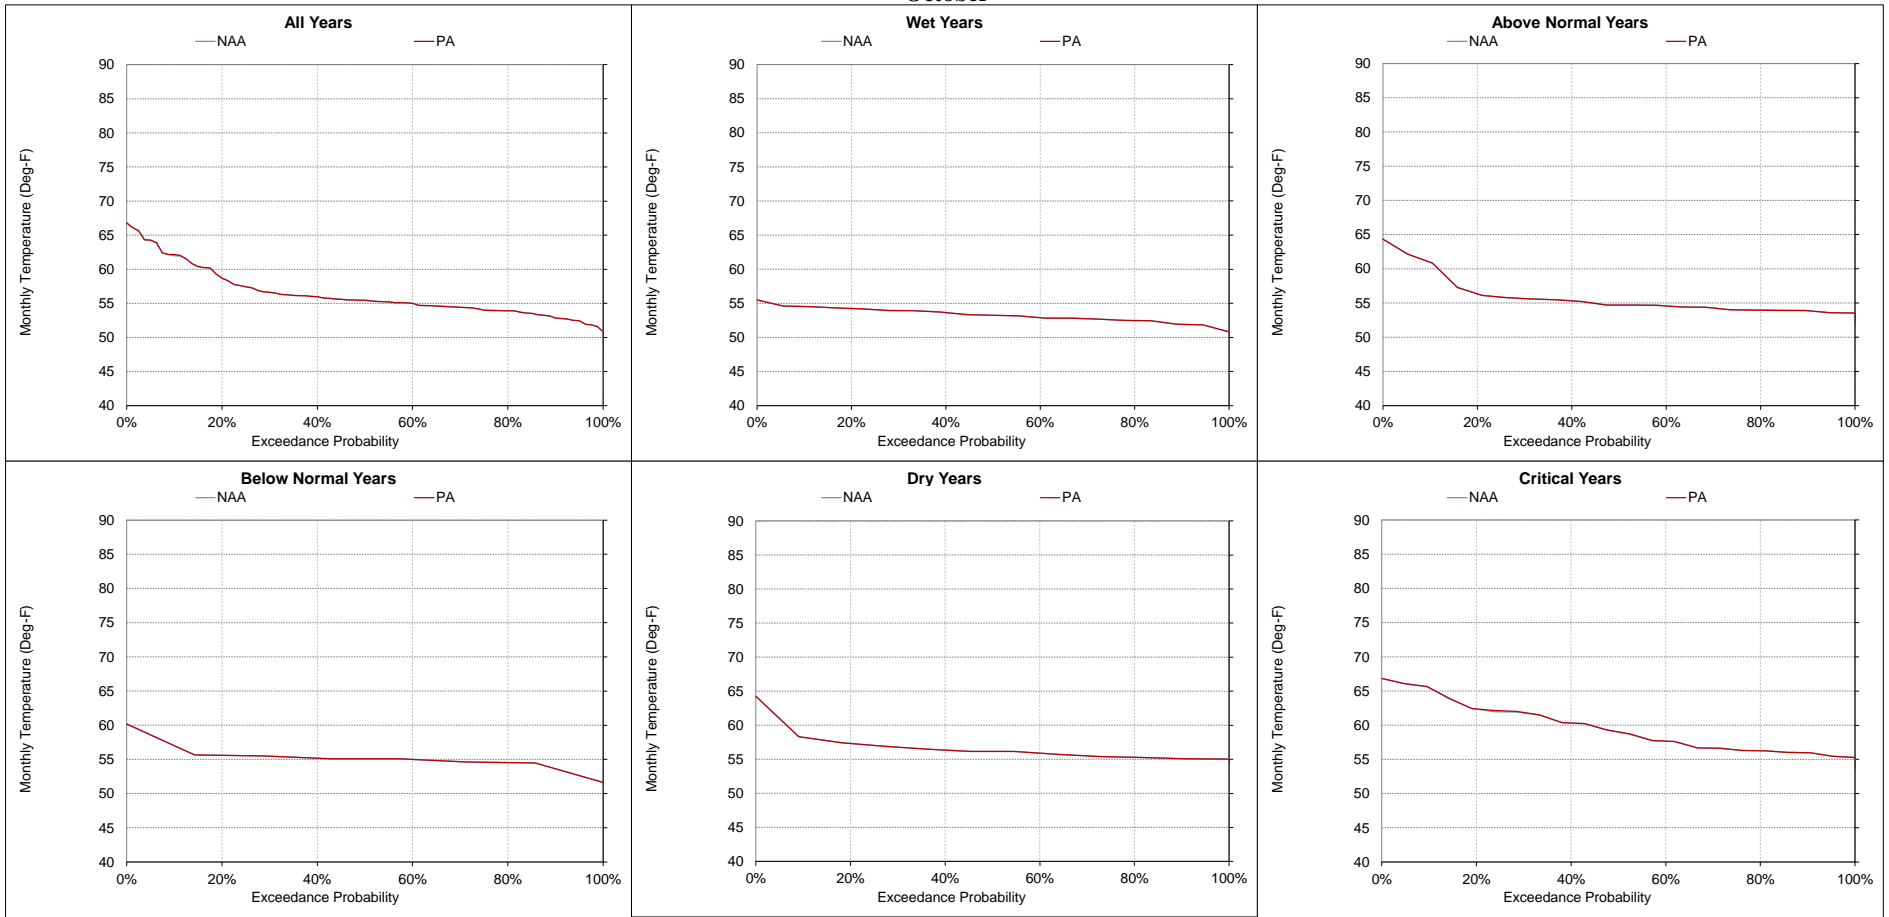 All Years
NAA PA
90
85
80
75
70
65
60
55
50
45
40
0% 20% 40% 60% 80% 100%
Monthly Temperature (Deg-F)
Exceedance Probability
Wet Years
NAA PA
90
85
80
75
70
65
60
55
50
45
40
0% 20% 40% 60% 80% 100%
Monthly Temperature (Deg-F)
Exceedance Probability
Above Normal Years
NAA PA
90
85
80
75
70
65
60
55
50
45
40
0% 20% 40% 60% 80% 100%
Monthly Temperature (Deg-F)
Exceedance Probability
Below Normal Years
NAA PA
90
85
80
75
70
65
60
55
50
45
40
0% 20% 40% 60% 80% 100%
Monthly Temperature (Deg-F)
Exceedance Probability
Dry Years
NAA PA
90
85
80
75
70
65
60
55
50
45
40
0% 20% 40% 60% 80% 100%
Monthly Temperature (Deg-F)
Exceedance Probability
Critical Years
NAA PA
90
85
80
75
70
65
60
55
50
45
40
0% 20% 40% 60% 80% 100%
Monthly Temperature (Deg-F)
Exceedance Probability